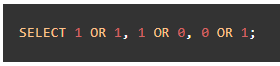 SELECT 1 OR 1, 1 OR 0, 0 OR 1;